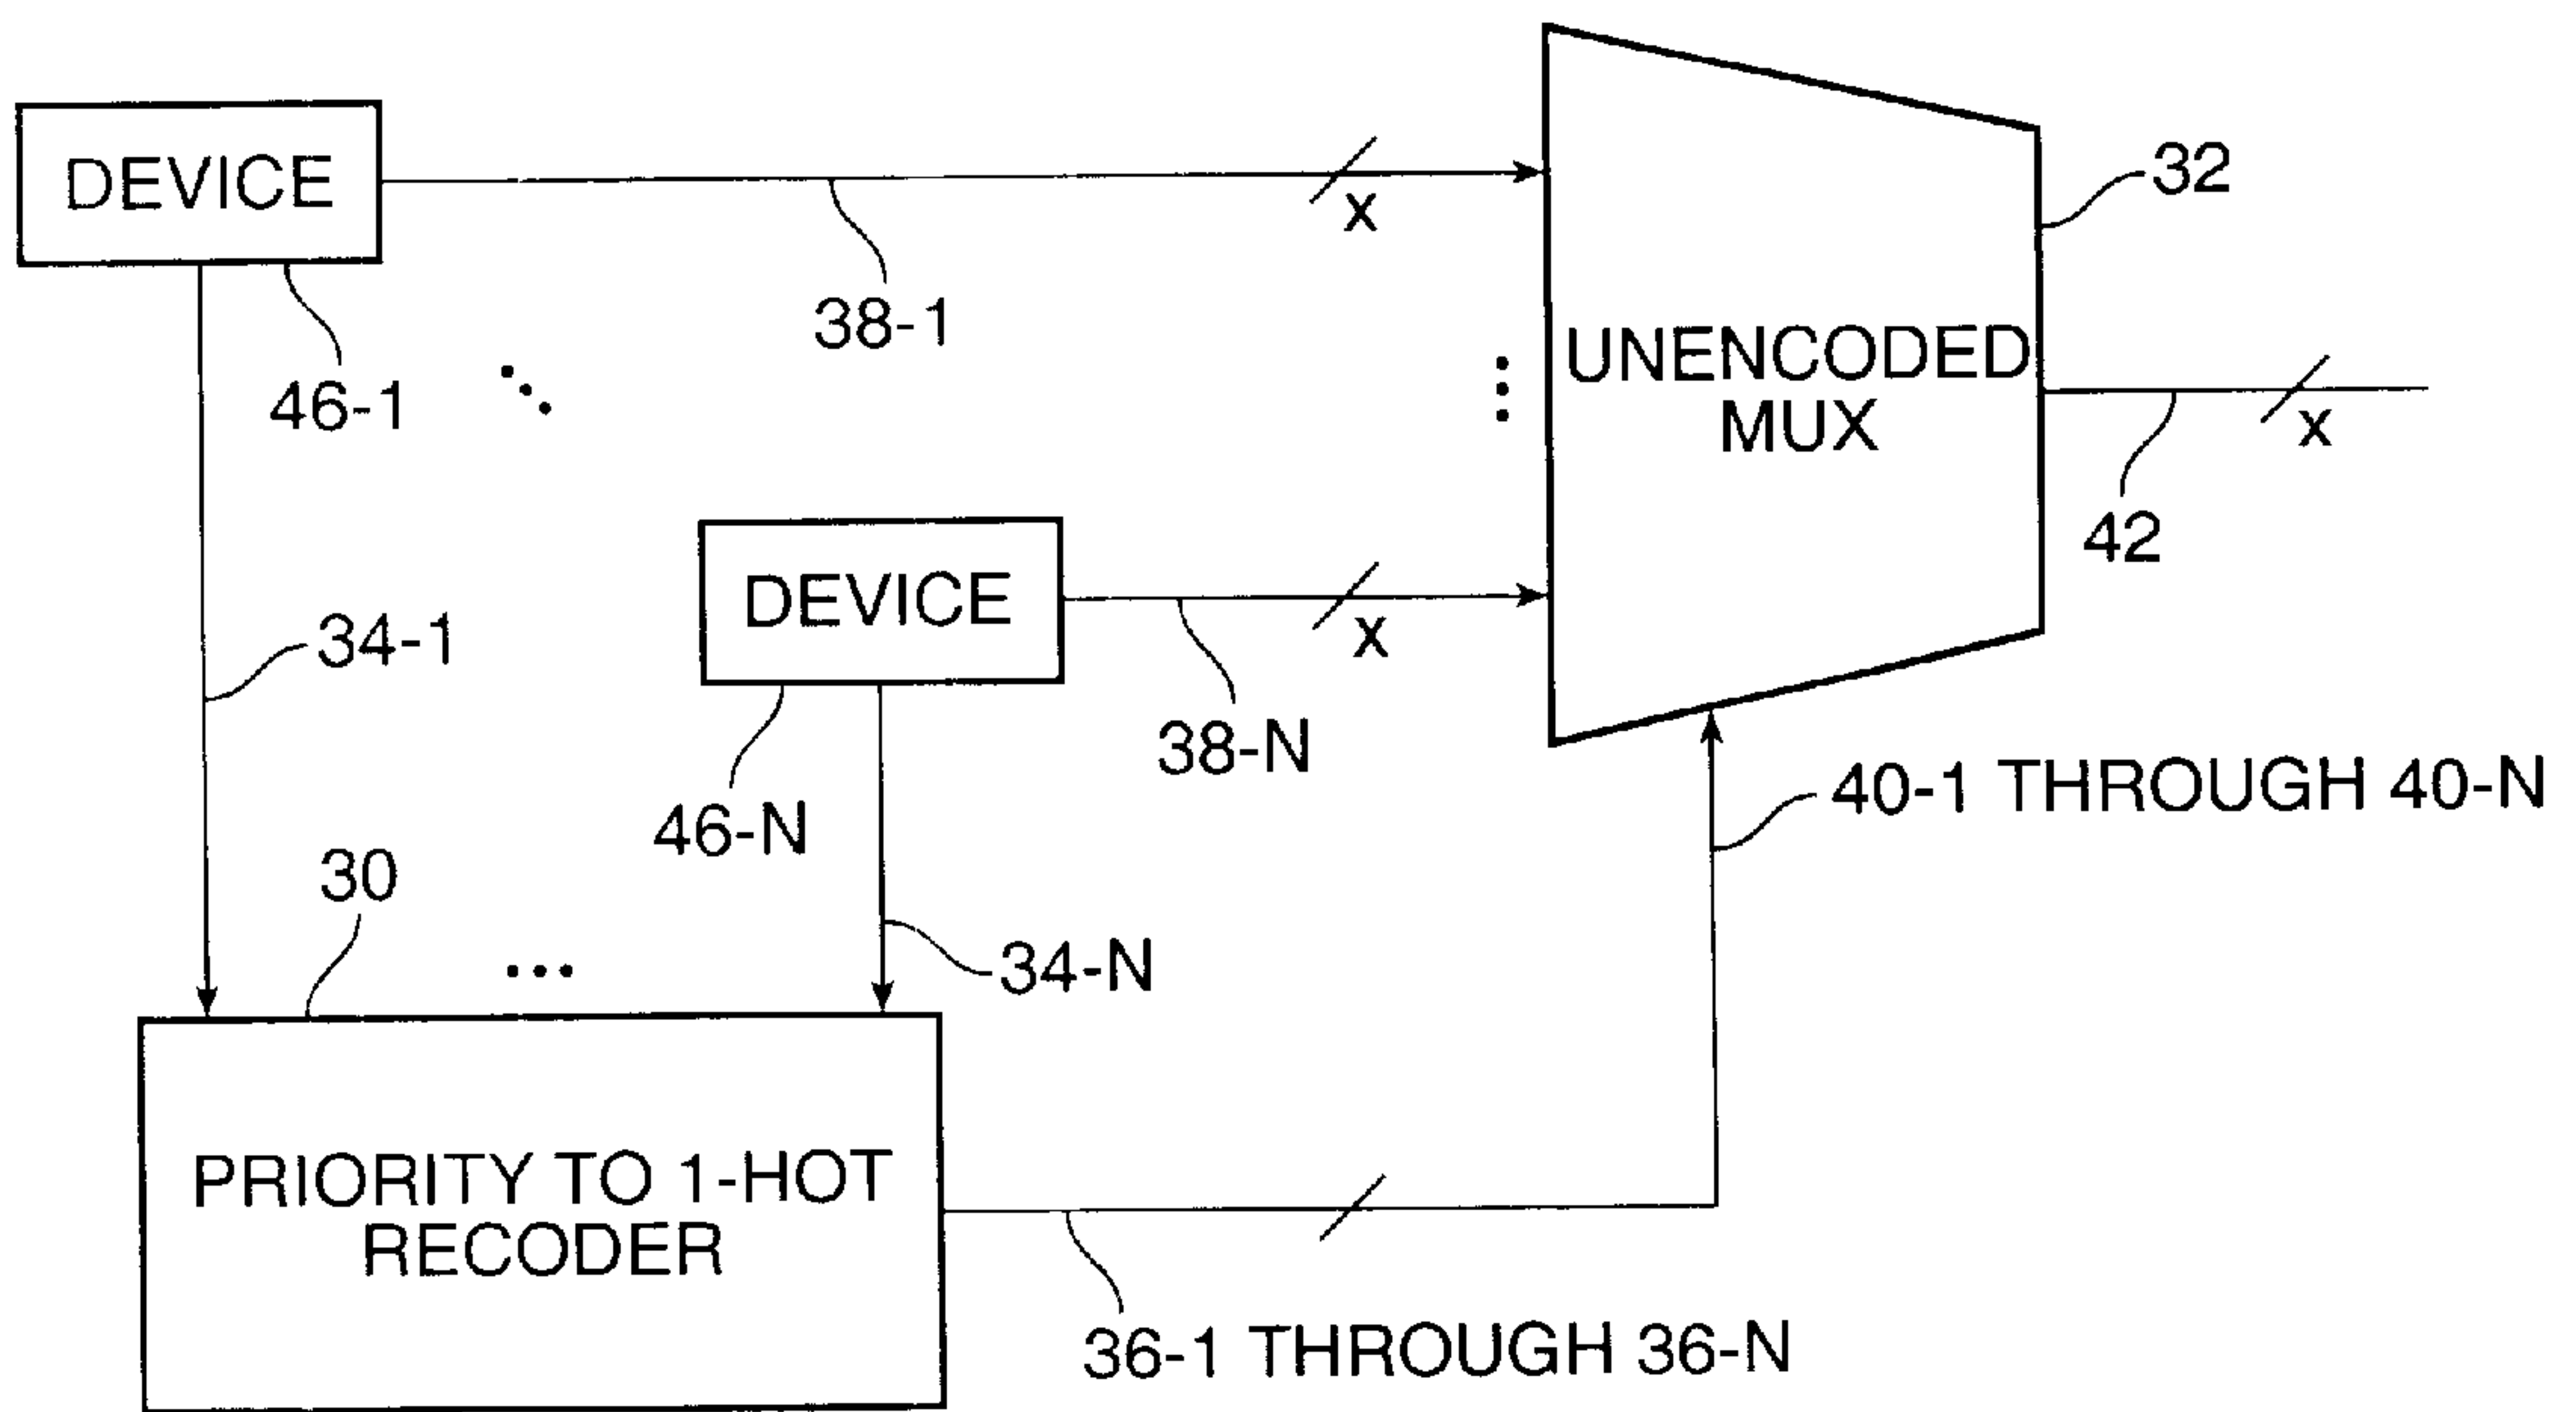 DEVICE
38-1
x
32
46-1
UNENCODED
MUX
x
42
DEVICE
34-1
x
38-N
46-N
40-1 THROUGH 40-N
30
34-N
PRIORITY TO 1-HOT
RECODER
36-1 THROUGH 36-N